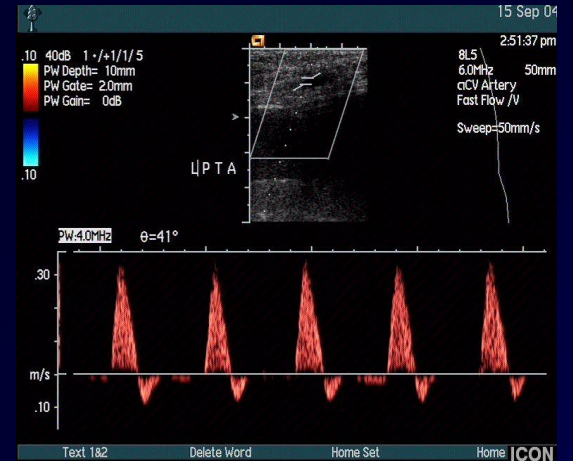 15 Sep 04
2:51:37 pm
.10 40dB 1 •/+1/1/ 5
PW Depth= 10mm
PW Gate= 2.0mm
PW Gain= 0dB
.10
8L5
6.0MHz 50mm
αCV Artery
Fast Flow /V
Sweep=50mm/s
L PTA
PW:4.0MHz θ=41°
.30
m/s
.10
Text 1&2 Delete Word Home Set Home ICON